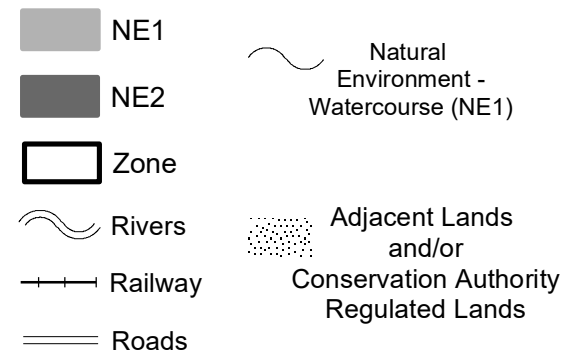 NE1
NE2
Zone
Rivers
Railway
Roads
Natural
Environment -
Watercourse (NE1)
Adjacent Lands
and/or
Conservation Authority
Regulated Lands